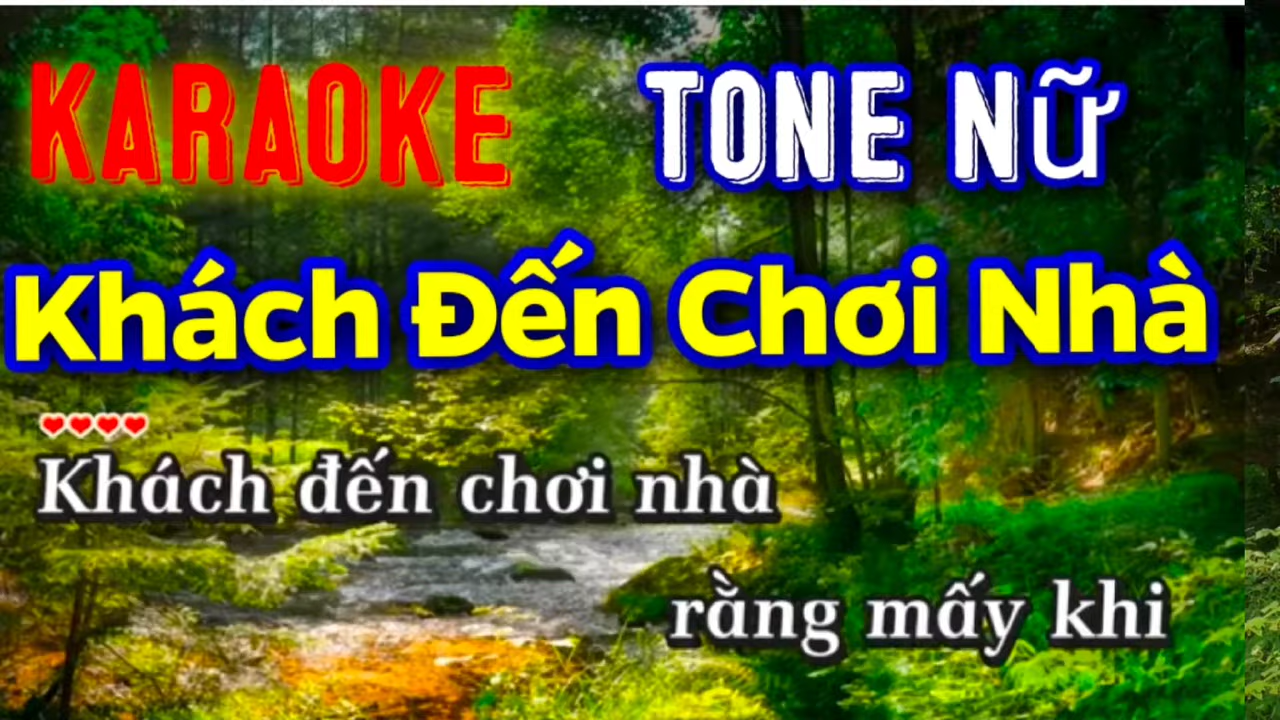 KARAOKE TONE Nữ
Khách Đến Chơi Nhà
Khách đến chơi nhà
rằng mấy khi